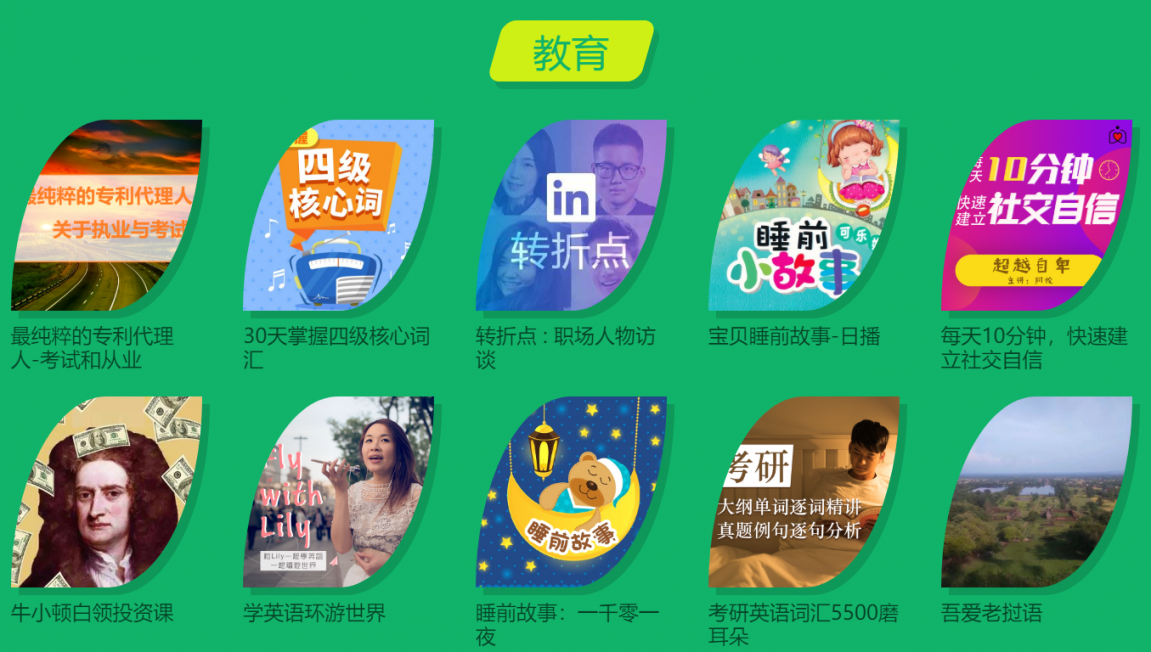 教育
最纯粹的专利代理人
关于执业与考试
四级
核心词
in
转折点
睡前
可乐
小故事
每天
10分钟
快速
建立
社交自信
超越自卑
最纯粹的专利代理
人-考试和从业
30天掌握四级核心词
汇
转折点 : 职场人物访
谈
宝贝睡前故事-日播
每天10分钟，快速建
立社交自信
Fly
with
Lily
和Lily一起學英語
一起環遊世界
睡前故事
考研
大纲单词逐词精讲
真题例句逐句分析
牛小顿白领投资课
学英语环游世界
睡前故事：一千零一
夜
考研英语词汇5500磨
耳朵
吾爱老挝语